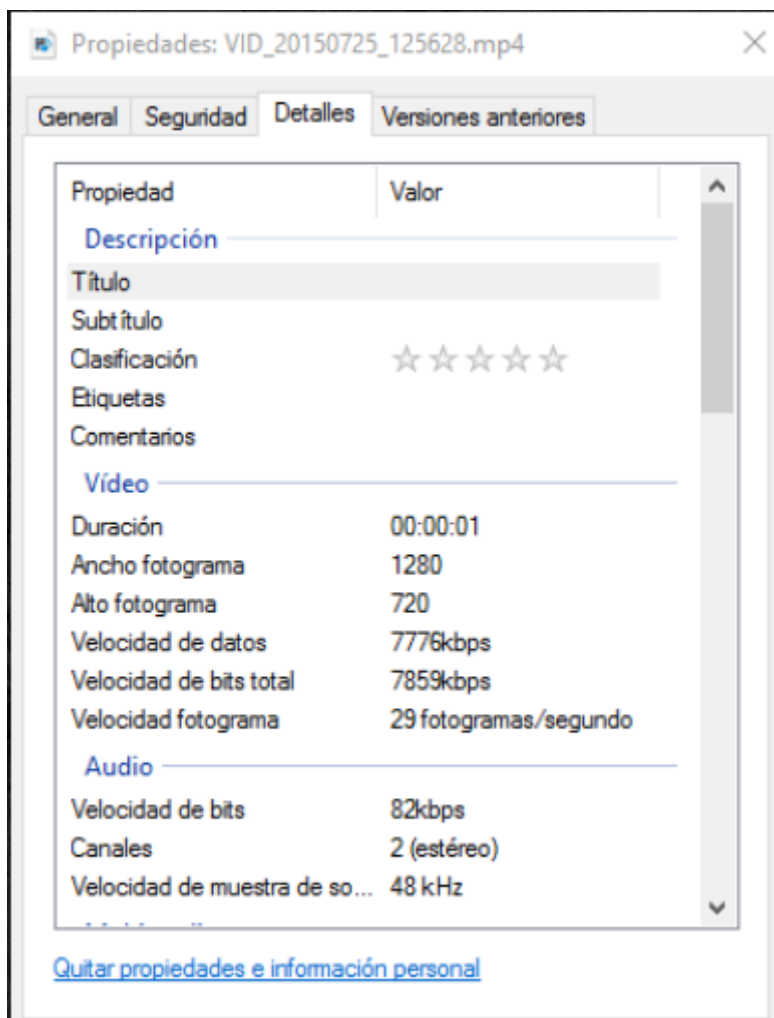 Propiedades: VID_20150725_125628.mp4
General Seguridad Detalles Versiones anteriores
Propiedad Valor
Descripción
Título
Subtítulo
Clasificación
Etiquetas
Comentarios
Vídeo
Duración 00:00:01
Ancho fotograma 1280
Alto fotograma 720
Velocidad de datos 7776kbps
Velocidad de bits total 7859kbps
Velocidad fotograma 29 fotogramas/segundo
Audio
Velocidad de bits 82kbps
Canales 2 (estéreo)
Velocidad de muestra de so... 48 kHz
Quitar propiedades e información personal